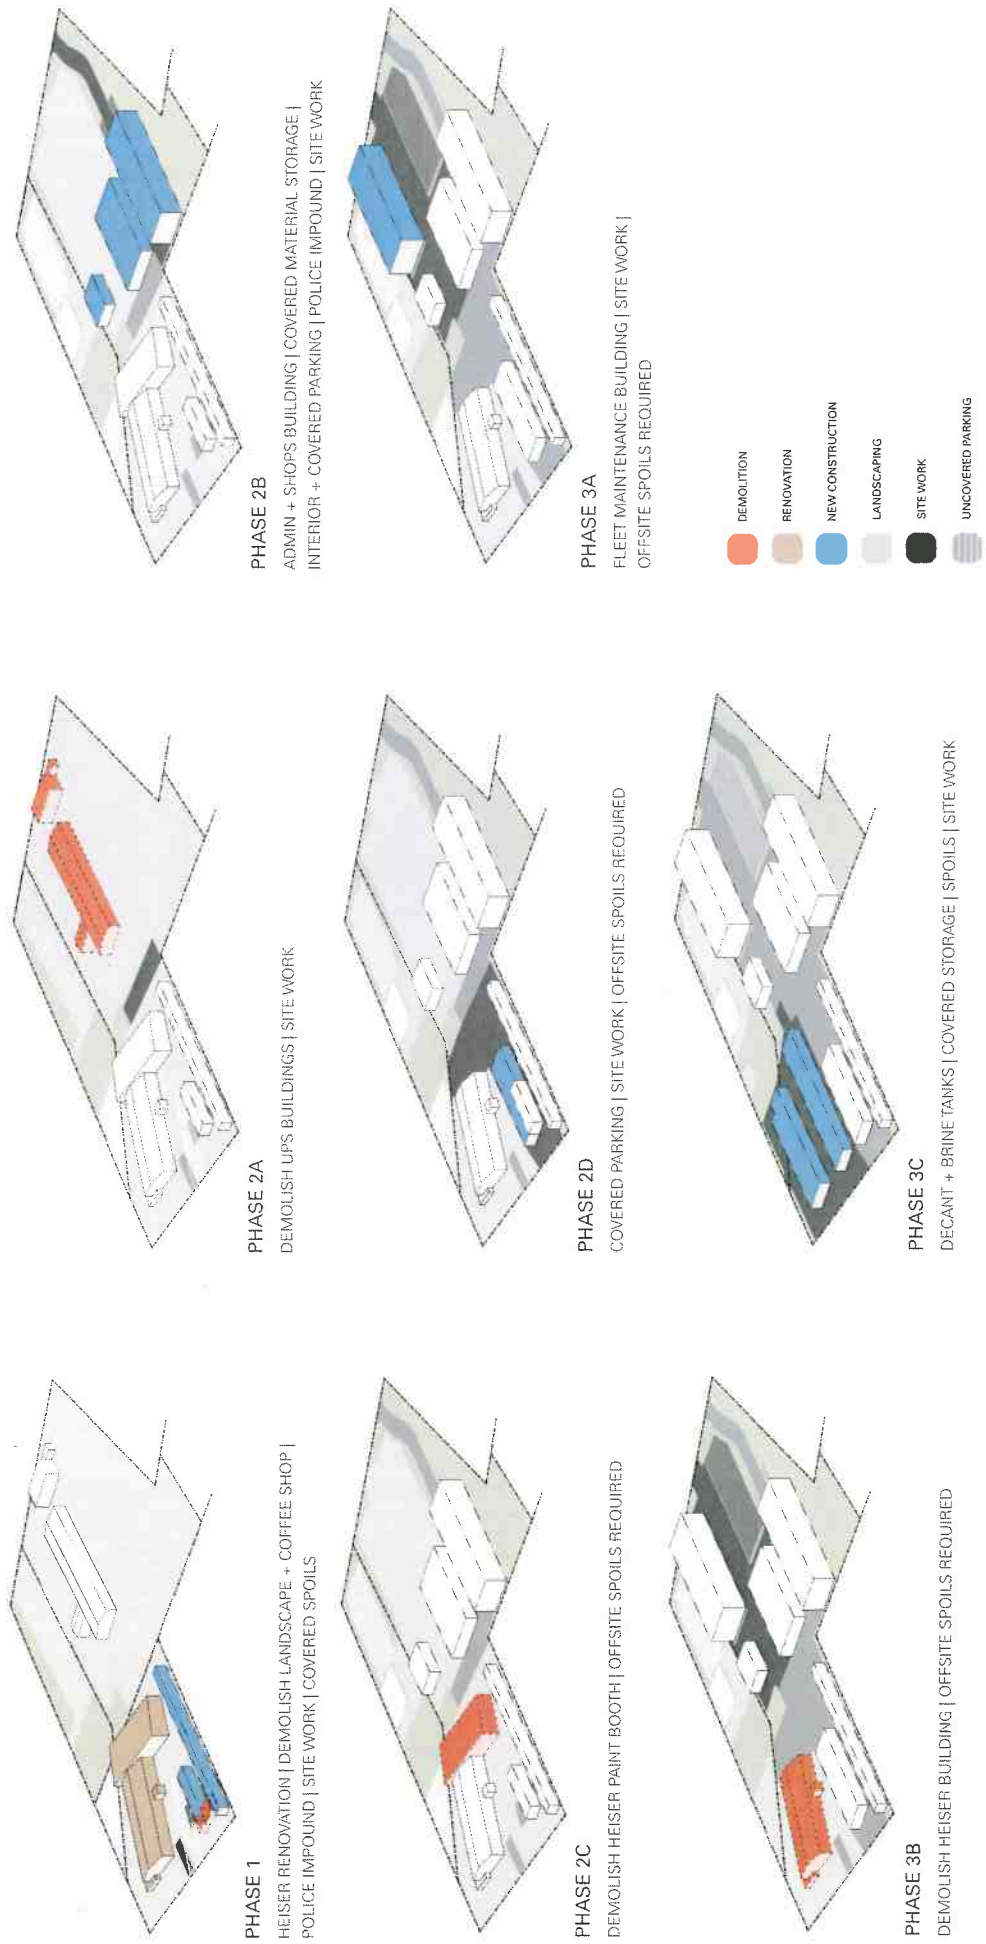 PHASE 1
HEISER RENOVATION | DEMOLISH LANDSCAPE + COFFEE SHOP |
POLICE IMPOUND | SITE WORK | COVERED SPOILS
PHASE 2A
DEMOLISH UPS BUILDINGS | SITE WORK
PHASE 2B
ADMIN + SHOPS BUILDING | COVERED MATERIAL STORAGE |
INTERIOR + COVERED PARKING | POLICE IMPOUND | SITE WORK
PHASE 2C
DEMOLISH HEISER PAINT BOOTH | OFFSITE SPOILS REQUIRED
PHASE 2D
COVERED PARKING | SITE WORK | OFFSITE SPOILS REQUIRED
PHASE 3A
FLEET MAINTENANCE BUILDING | SITE WORK |
OFFSITE SPOILS REQUIRED
PHASE 3B
DEMOLISH HEISER BUILDING | OFFSITE SPOILS REQUIRED
PHASE 3C
DECANT + BRINE TANKS | COVERED STORAGE | SPOILS | SITE WORK
DEMOLITION
RENOVATION
NEW CONSTRUCTION
LANDSCAPING
SITE WORK
UNCOVERED PARKING